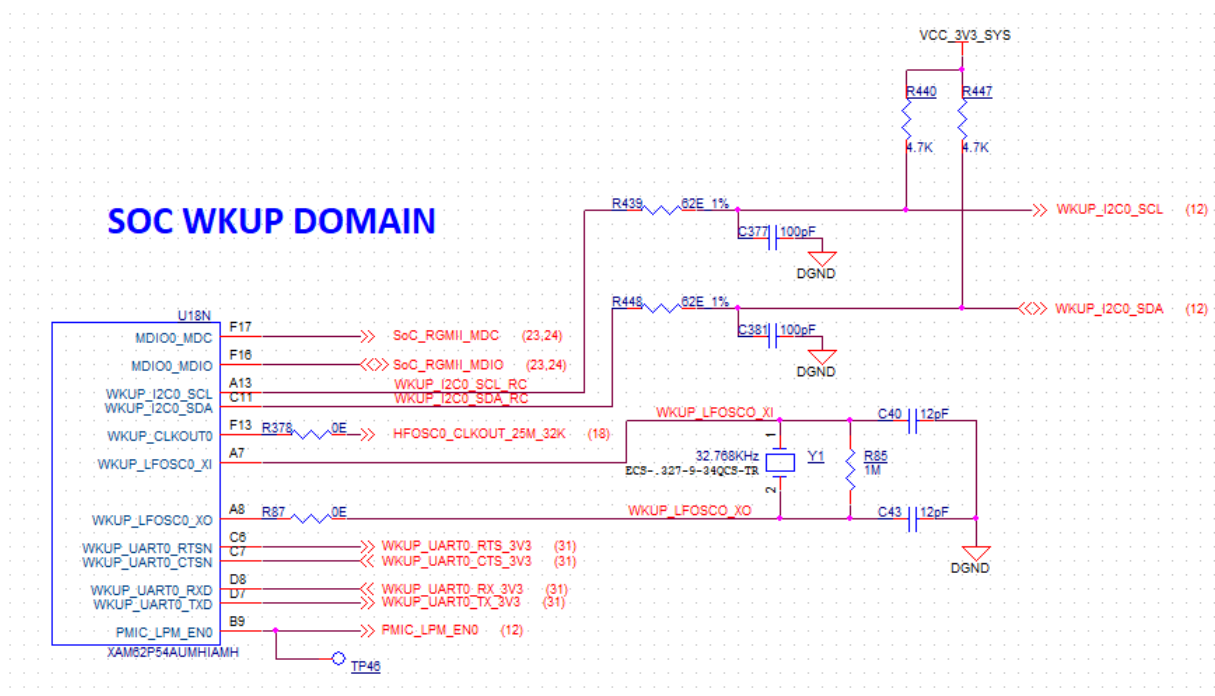 VCC_3V3_SYS
R440 R447
4.7K 4.7K
SOC WKUP DOMAIN
R439 62E_1% WKUP_I2C0_SCL (12)
C377 100pF
DGND
R448 62E_1% WKUP_I2C0_SDA (12)
C381 100pF
DGND
U18N
MDIO0_MDC F17 SoC_RGMII_MDC (23,24)
MDIO0_MDIO F16 SoC_RGMII_MDIO (23,24)
WKUP_I2C0_SCL A13 WKUP_I2C0_SCL_RC
WKUP_I2C0_SDA C11 WKUP_I2C0_SDA_RC
WKUP_CLKOUT0 F13 R378 0E HFOSC0_CLKOUT_25M_32K (18)
WKUP_LFOSC0_XI A7
WKUP_LFOSCO_XI C40 12pF
1
32.768KHz Y1 R85
ECS-.327-9-34QCS-TR 1M
2
WKUP_LFOSC0_XO A8 R87 0E WKUP_LFOSCO_XO C43 12pF
DGND
WKUP_UART0_RTSN C6 WKUP_UART0_RTS_3V3 (31)
WKUP_UART0_CTSN C7 WKUP_UART0_CTS_3V3 (31)
WKUP_UART0_RXD D8 WKUP_UART0_RX_3V3 (31)
WKUP_UART0_TXD D7 WKUP_UART0_TX_3V3 (31)
PMIC_LPM_EN0 B9 PMIC_LPM_EN0 (12)
XAM62P54AUMHIAMH
TP46